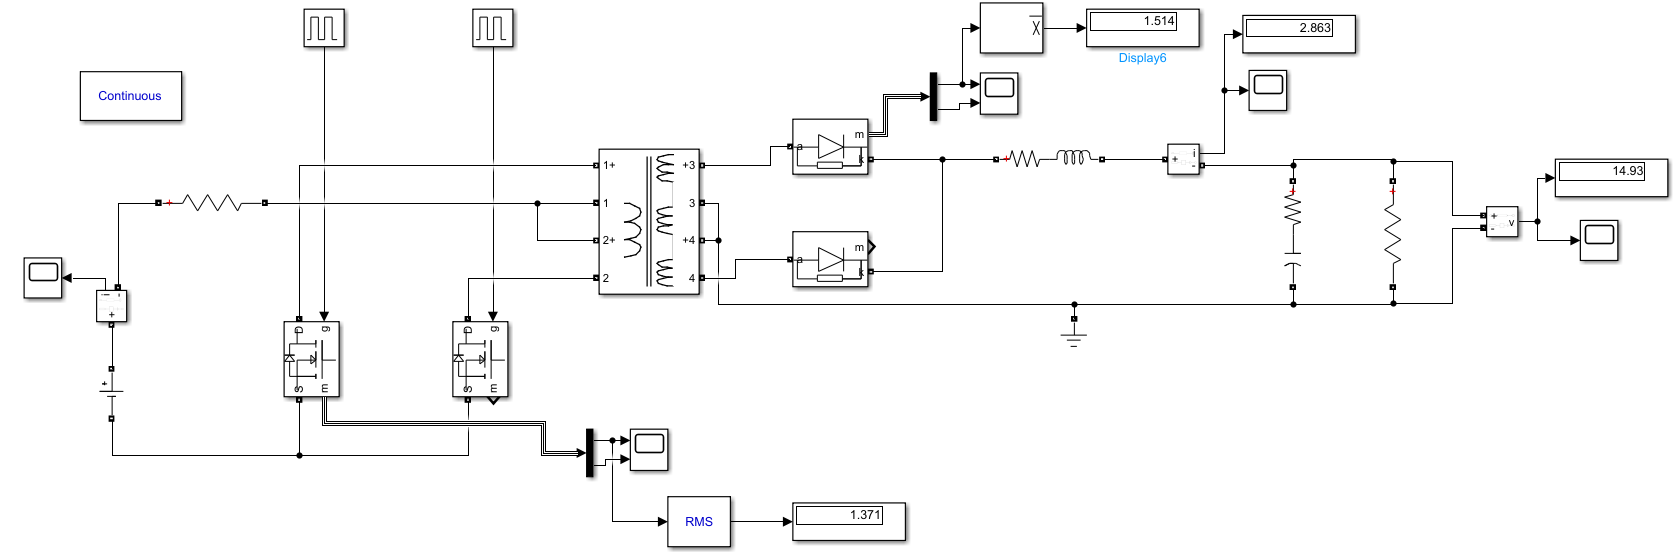 1.514
2.863
Display6
Continuous
m
a
k
i
+
-
14.93
1+
+3
1
3
2+
+4
2
4
m
a
k
+
-
v
-
i
+
+
D
g
S
m
D
g
S
m
RMS
1.371